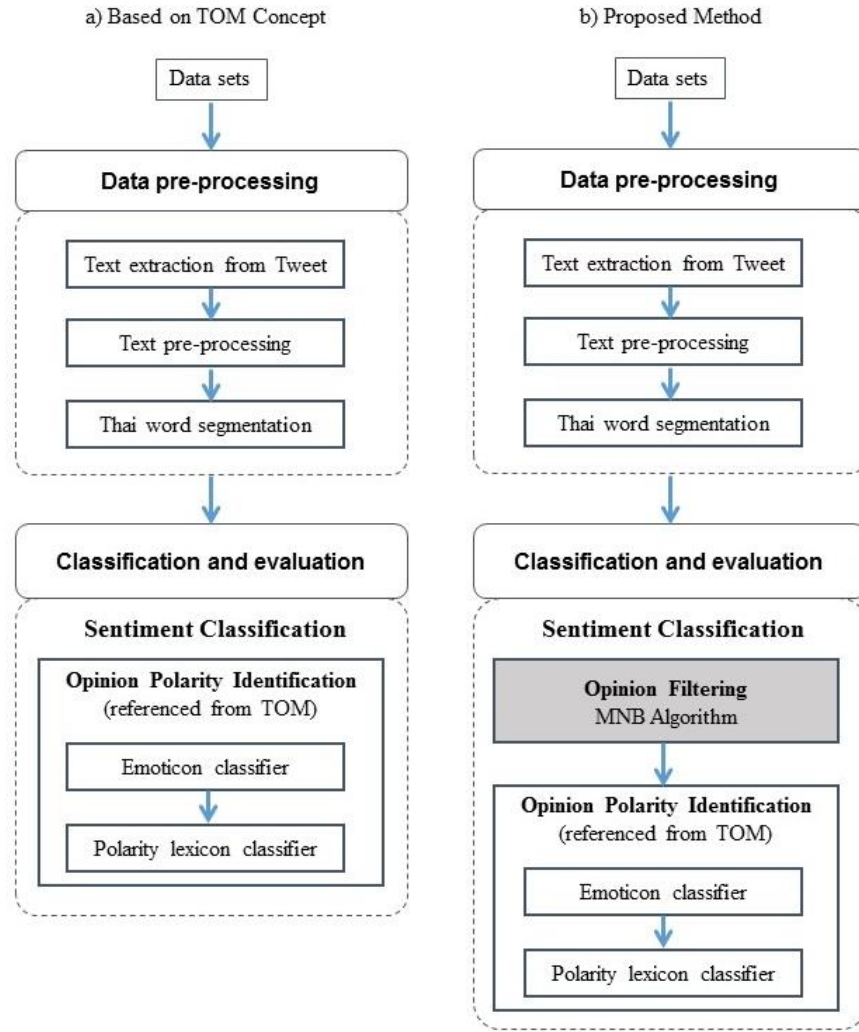 a) Based on TOM Concept
Data sets
Data pre-processing
Text extraction from Tweet
Text pre-processing
Thai word segmentation
Classification and evaluation
Sentiment Classification
Opinion Polarity Identification
(referenced from TOM)
Emoticon classifier
Polarity lexicon classifier
b) Proposed Method
Data sets
Data pre-processing
Text extraction from Tweet
Text pre-processing
Thai word segmentation
Classification and evaluation
Sentiment Classification
Opinion Filtering
MNB Algorithm
Opinion Polarity Identification
(referenced from TOM)
Emoticon classifier
Polarity lexicon classifier